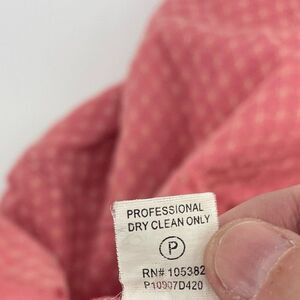 PROFESSIONAL
DRY CLEAN ONLY
P
RN# 105382
P10907D420